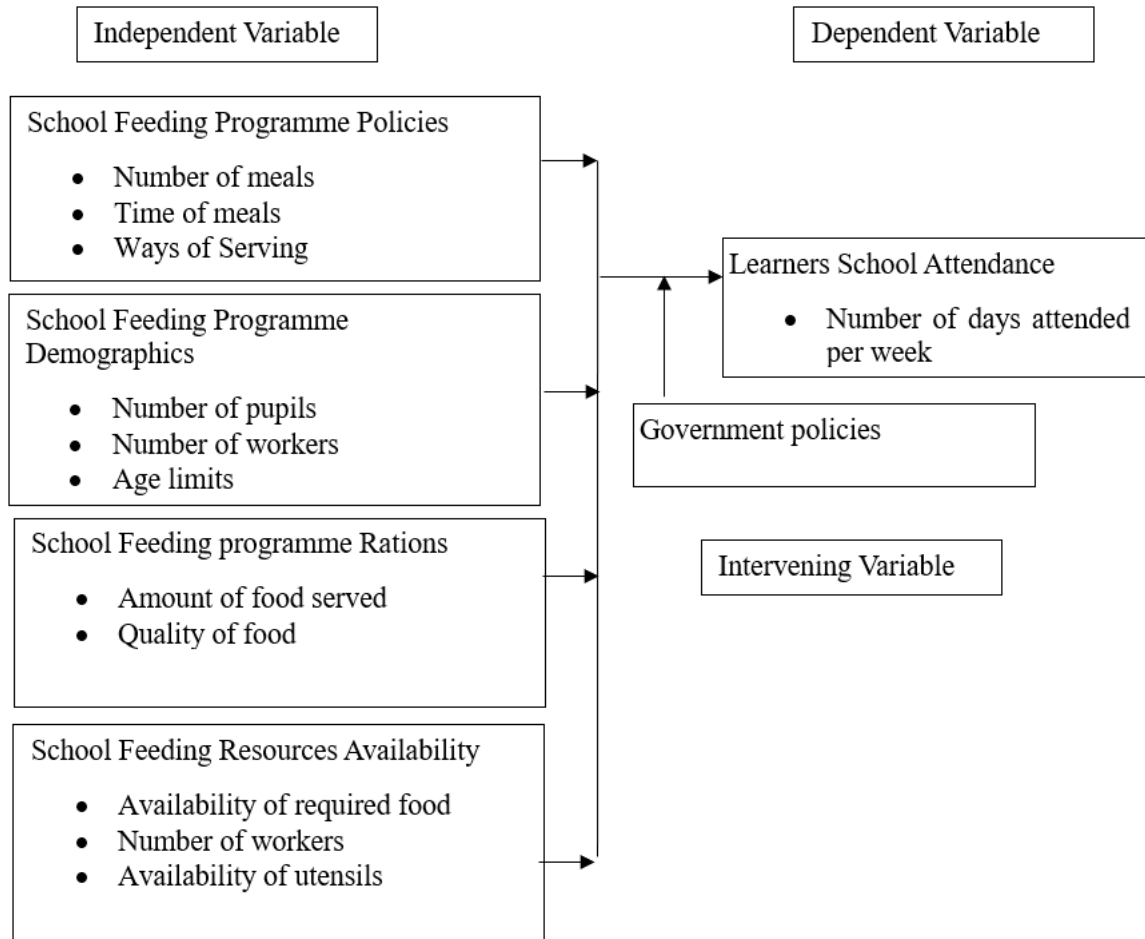 Independent Variable
Dependent Variable
School Feeding Programme Policies
• Number of meals
• Time of meals
• Ways of Serving
School Feeding Programme
Demographics
• Number of pupils
• Number of workers
• Age limits
School Feeding programme Rations
• Amount of food served
• Quality of food
School Feeding Resources Availability
• Availability of required food
• Number of workers
• Availability of utensils
Learners School Attendance
• Number of days attended
per week
Government policies
Intervening Variable